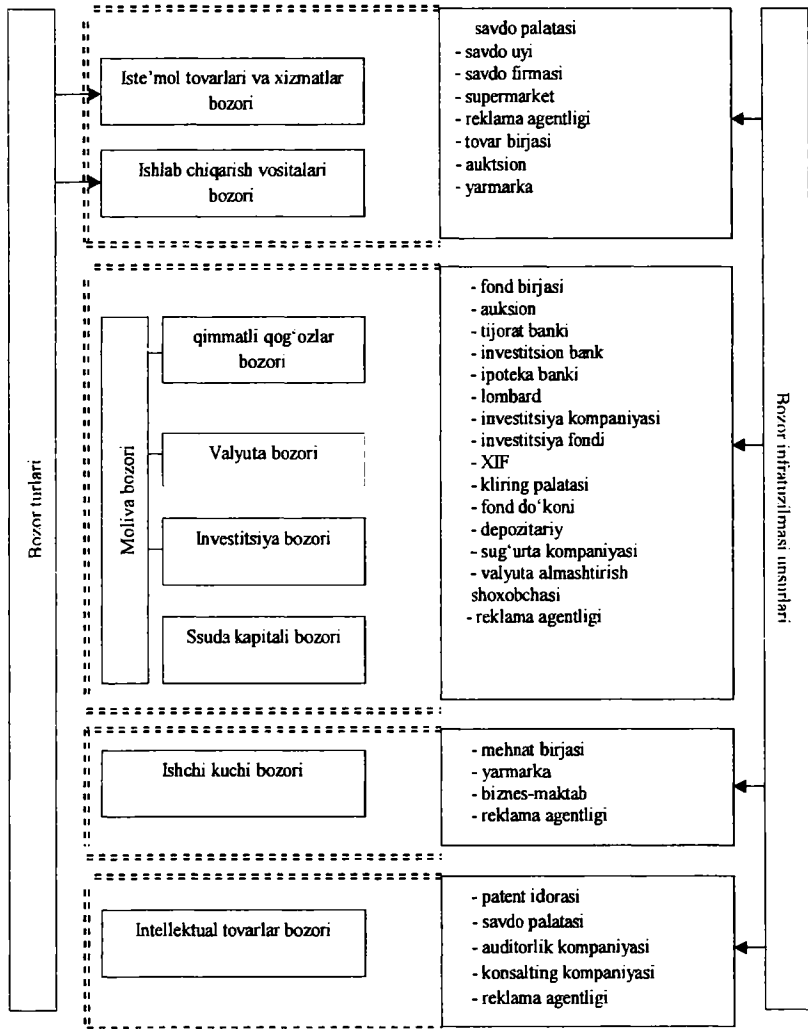 Bozor turlari
Iste'mol tovarlari va xizmatlar
bozori
Ishlab chiqarish vositalari
bozori
savdo palatasi
- savdo uyi
- savdo firmasi
- supermarket
- reklama agentligi
- tovar birjasi
- auktsion
- yarmarka
Moliya bozori
qimmatli qog‘ozlar
bozori
Valyuta bozori
Investitsiya bozori
Ssuda kapitali bozori
- fond birjasi
- auksion
- tijorat banki
- investitsion bank
- ipoteka banki
- lombard
- investitsiya kompaniyasi
- investitsiya fondi
- XIF
- kliring palatasi
- fond do‘koni
- depozitariy
- sug‘urta kompaniyasi
- valyuta almashtirish
shoxobchasi
- reklama agentligi
Ishchi kuchi bozori
- mehnat birjasi
- yarmarka
- biznes-maktab
- reklama agentligi
Intellektual tovarlar bozori
- patent idorasi
- savdo palatasi
- auditorlik kompaniyasi
- konsalting kompaniyasi
- reklama agentligi
Bozor infratuzilmasi unsurlari